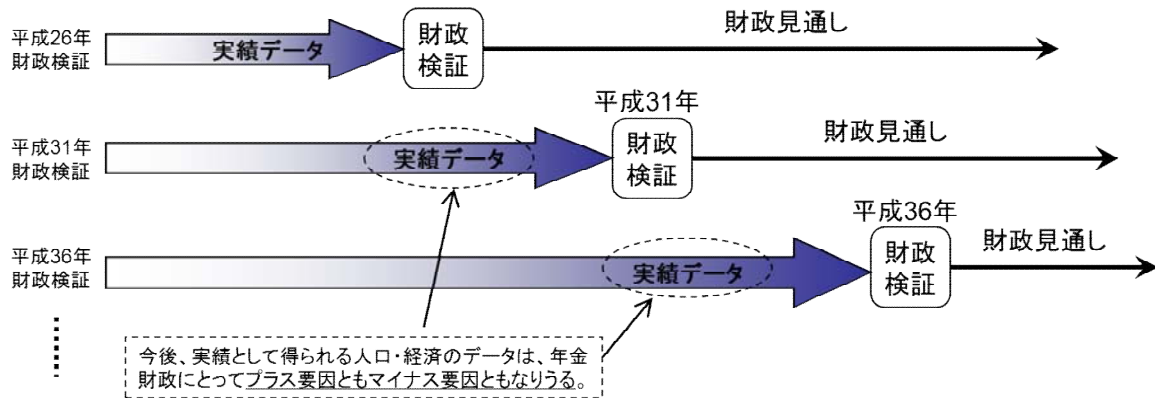 平成26年
財政検証
実績データ
財政
検証
財政見通し
平成31年
平成31年
財政検証
実績データ
財政
検証
財政見通し
平成36年
平成36年
財政検証
実績データ
財政
検証
財政見通し
今後、実績として得られる人口・経済のデータは、年金
財政にとってプラス要因ともマイナス要因ともなりうる。